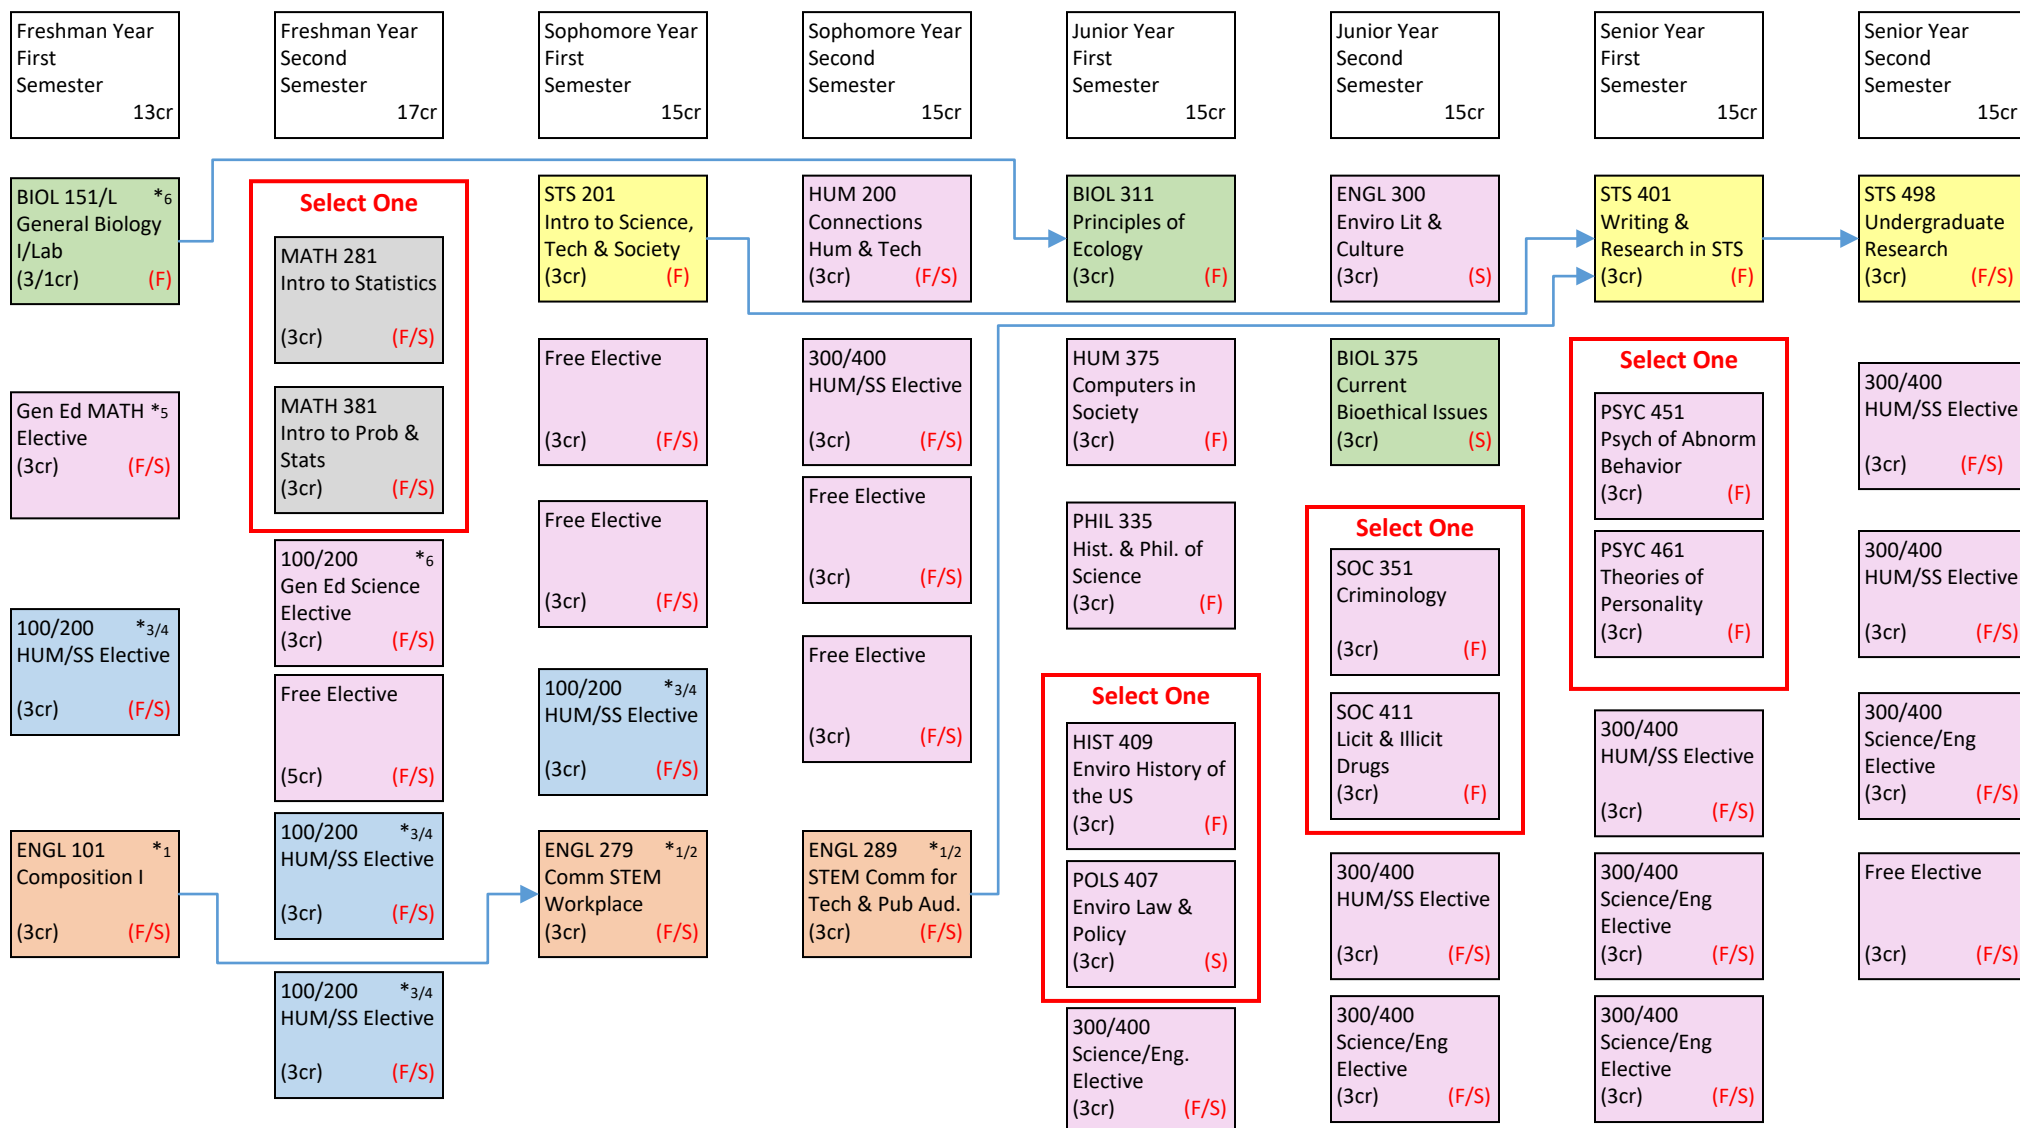 Freshman Year
First
Semester
13cr
Freshman Year
Second
Semester
17cr
Sophomore Year
First
Semester
15cr
Sophomore Year
Second
Semester
15cr
Junior Year
First
Semester
15cr
Junior Year
Second
Semester
15cr
Senior Year
First
Semester
15cr
Senior Year
Second
Semester
15cr
BIOL 151/L *6
General Biology
I/Lab
(3/1cr) (F)
Gen Ed MATH *5
Elective
(3cr) (F/S)
100/200 *3/4
HUM/SS Elective
(3cr) (F/S)
ENGL 101 *1
Composition I
(3cr) (F/S)
Select One
MATH 281
Intro to Statistics
(3cr) (F/S)
MATH 381
Intro to Prob &
Stats
(3cr) (F/S)
100/200 *6
Gen Ed Science
Elective
(3cr) (F/S)
Free Elective
(5cr) (F/S)
100/200 *3/4
HUM/SS Elective
(3cr) (F/S)
100/200 *3/4
HUM/SS Elective
(3cr) (F/S)
STS 201
Intro to Science,
Tech & Society
(3cr) (F)
Free Elective
(3cr) (F/S)
Free Elective
(3cr) (F/S)
100/200 *3/4
HUM/SS Elective
(3cr) (F/S)
ENGL 279 *1/2
Comm STEM
Workplace
(3cr) (F/S)
HUM 200
Connections
Hum & Tech
(3cr) (F/S)
300/400
HUM/SS Elective
(3cr) (F/S)
Free Elective
(3cr) (F/S)
Free Elective
(3cr) (F/S)
ENGL 289 *1/2
STEM Comm for
Tech & Pub Aud.
(3cr) (F/S)
BIOL 311
Principles of
Ecology
(3cr) (F)
HUM 375
Computers in
Society
(3cr) (F)
PHIL 335
Hist. & Phil. of
Science
(3cr) (F)
Select One
HIST 409
Enviro History of
the US
(3cr) (F)
POLS 407
Enviro Law &
Policy
(3cr) (S)
300/400
Science/Eng.
Elective
(3cr) (F/S)
ENGL 300
Enviro Lit &
Culture
(3cr) (S)
BIOL 375
Current
Bioethical Issues
(3cr) (S)
Select One
SOC 351
Criminology
(3cr) (F)
SOC 411
Licit & Illicit
Drugs
(3cr) (F)
300/400
HUM/SS Elective
(3cr) (F/S)
300/400
Science/Eng
Elective
(3cr) (F/S)
STS 401
Writing &
Research in STS
(3cr) (F)
Select One
PSYC 451
Psych of Abnorm
Behavior
(3cr) (F)
PSYC 461
Theories of
Personality
(3cr) (F)
300/400
HUM/SS Elective
(3cr) (F/S)
300/400
Science/Eng
Elective
(3cr) (F/S)
300/400
Science/Eng
Elective
(3cr) (F/S)
STS 498
Undergraduate
Research
(3cr) (F/S)
300/400
HUM/SS Elective
(3cr) (F/S)
300/400
HUM/SS Elective
(3cr) (F/S)
300/400
Science/Eng
Elective
(3cr) (F/S)
Free Elective
(3cr) (F/S)